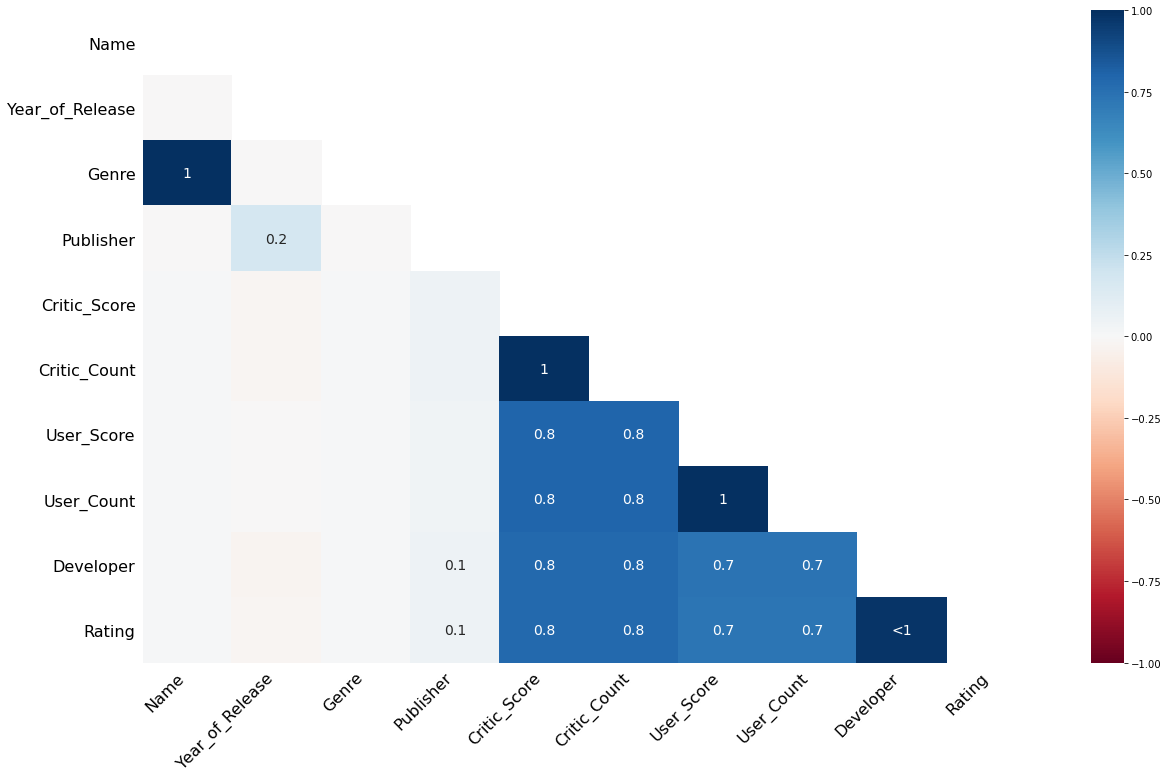 Name
Year_of_Release
Genre
1
Publisher
0.2
Critic_Score
Critic_Count
1
User_Score
0.8 0.8
User_Count
0.8 0.8 1
Developer
0.1 0.8 0.8 0.7 0.7
Rating
0.1 0.8 0.8 0.7 0.7 <1
Name
Year_of_Release
Genre
Publisher
Critic_Score
Critic_Count
User_Score
User_Count
Developer
Rating
1.00
0.75
0.50
0.25
0.00
−0.25
−0.50
−0.75
−1.00